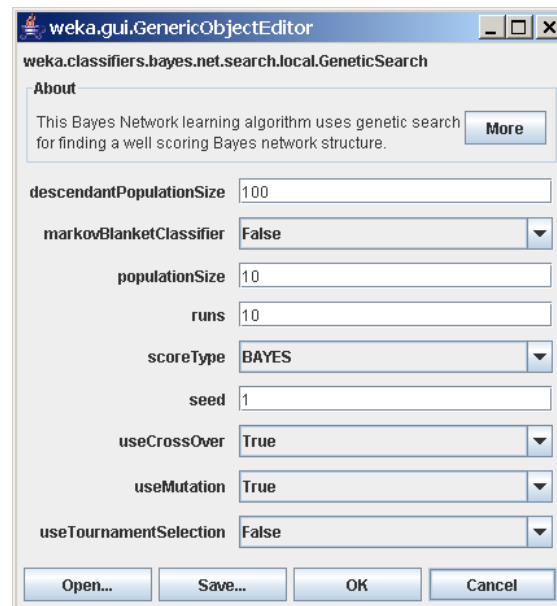 weka.gui.GenericObjectEditor
weka.classifiers.bayes.net.search.local.GeneticSearch
About
This Bayes Network learning algorithm uses genetic search
for finding a well scoring Bayes network structure.
More
descendantPopulationSize 100
markovBlanketClassifier False
populationSize 10
runs 10
scoreType BAYES
seed 1
useCrossOver True
useMutation True
useTournamentSelection False
Open... Save... OK Cancel